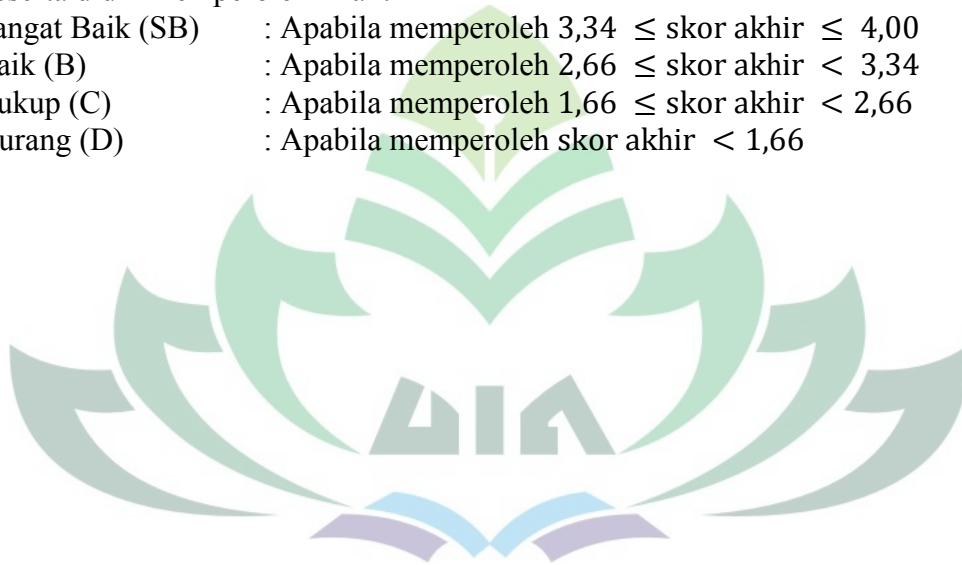 angat Baik (SB) : Apabila memperoleh 3,34 ≤ skor akhir ≤ 4,00
aik (B) : Apabila memperoleh 2,66 ≤ skor akhir < 3,34
ukup (C) : Apabila memperoleh 1,66 ≤ skor akhir < 2,66
urang (D) : Apabila memperoleh skor akhir < 1,66
UIN